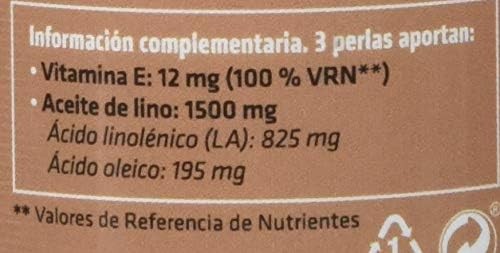 Información complementaria. 3 perlas aportan:
• Vitamina E: 12 mg (100 % VRN**)
• Aceite de lino: 1500 mg
Ácido linolénico (LA): 825 mg
Ácido oleico: 195 mg
** Valores de Referencia de Nutrientes
®
1